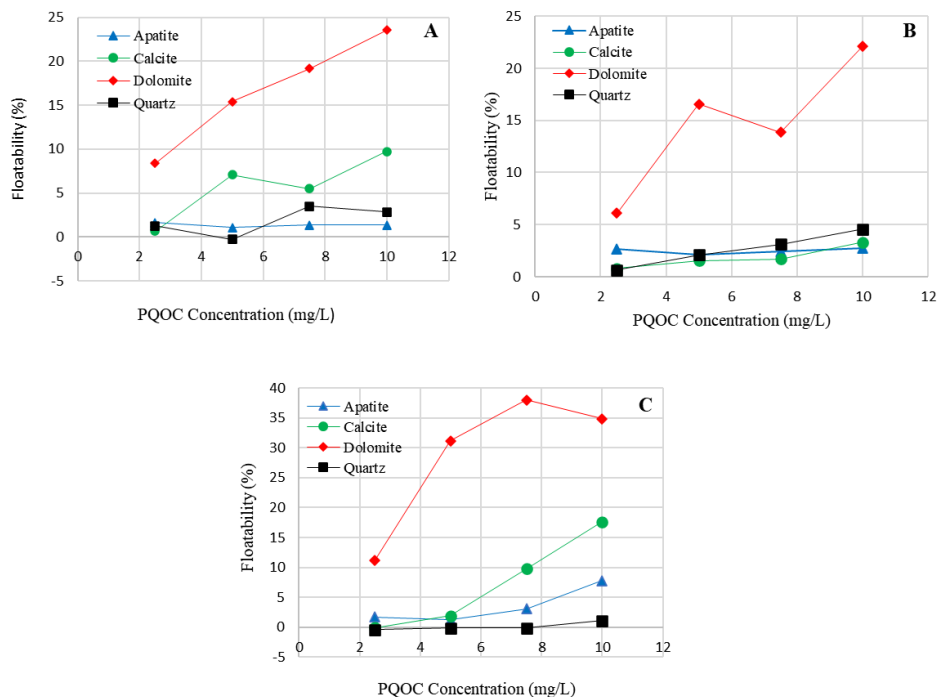 25
20
15
10
5
0
-5
0
2
4
6
8
10
12
Floatability (%)
PQOC Concentration (mg/L)
Apatite
Calcite
Dolomite
Quartz
A
25
20
15
10
5
0
0
2
4
6
8
10
12
Floatability (%)
PQOC Concentration (mg/L)
Apatite
Calcite
Dolomite
Quartz
B
40
35
30
25
20
15
10
5
0
-5
0
2
4
6
8
10
12
Floatability (%)
PQOC Concentration (mg/L)
Apatite
Calcite
Dolomite
Quartz
C